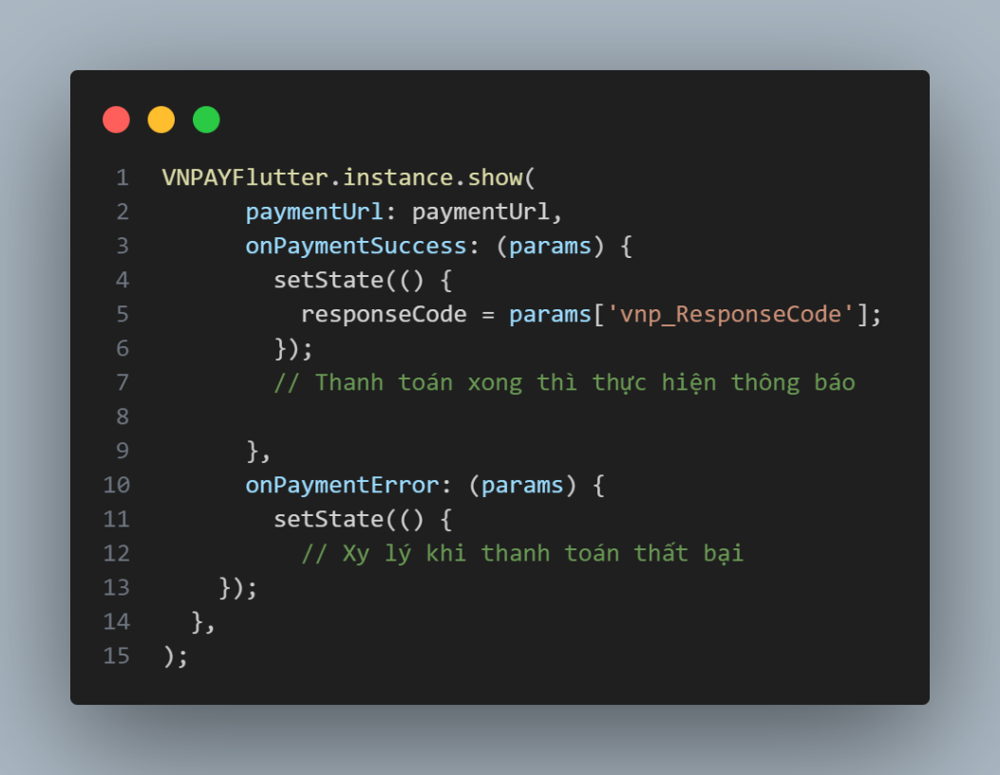 1 VNPAYFlutter.instance.show(
2 paymentUrl: paymentUrl,
3 onPaymentSuccess: (params) {
4 setState(() {
5 responseCode = params['vnp_ResponseCode'];
6 });
7 // Thanh toán xong thì thực hiện thông báo
8
9 },
10 onPaymentError: (params) {
11 setState(() {
12 // Xy lý khi thanh toán thất bại
13 });
14 },
15 );